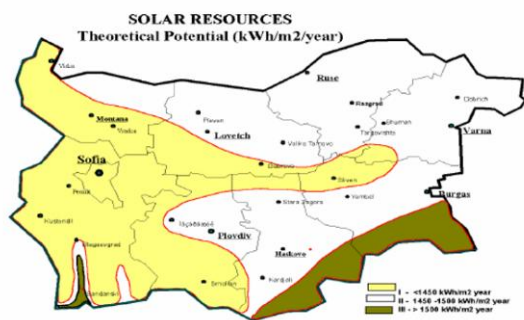 SOLAR RESOURCES
Theoretical Potential (kWh/m2/year)
Vidin
Ruse
Montana
Vratsa
Pleven
Lovetch
Razgrad
Shumen
Dobrich
Varna
Veliko Tarnovo
Sofia
Gabrovo
Sliven
Burgas
Pernik
Yambol
Stara Zagora
Kustendil
Plovdiv
Haskovo
Smolian
Kardjali
Sandanski
I - <1450 kWh/m2 year
II - 1450 -1500 kWh/m2 year
III - > 1500 kWh/m2 year